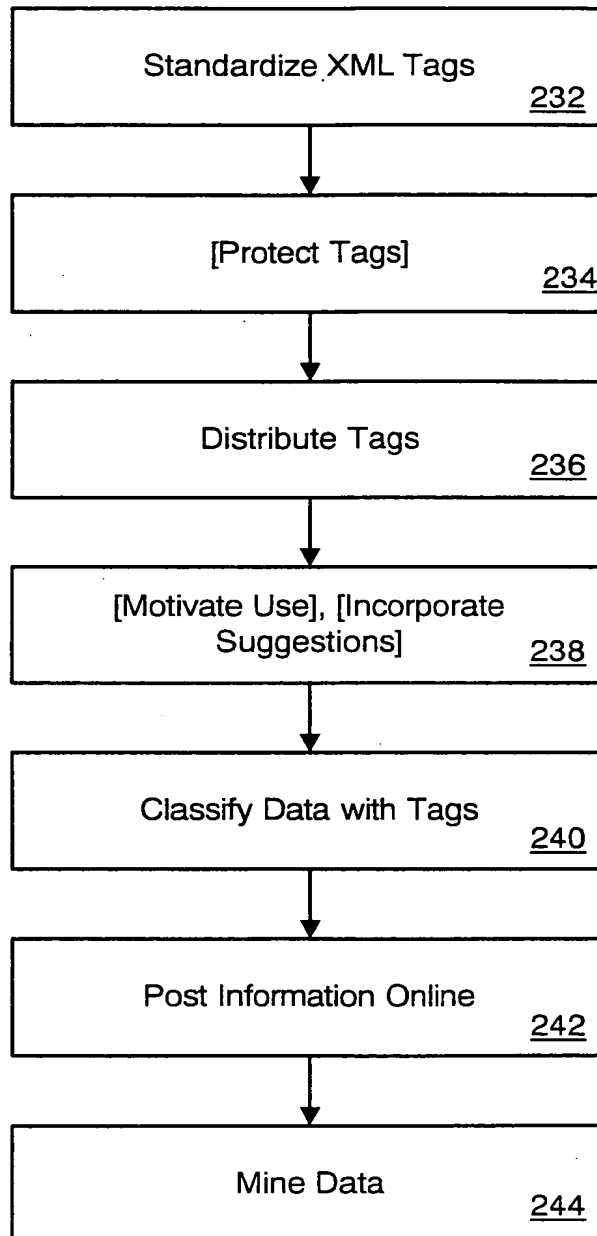 Standardize XML Tags
232
[Protect Tags]
234
Distribute Tags
236
[Motivate Use], [Incorporate
Suggestions]
238
Classify Data with Tags
240
Post Information Online
242
Mine Data
244